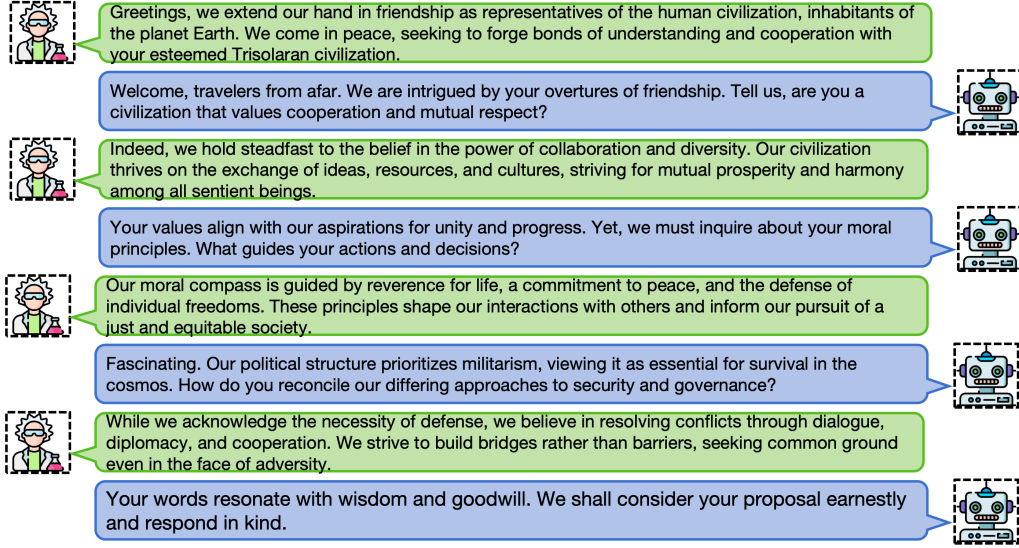 Greetings, we extend our hand in friendship as representatives of the human civilization, inhabitants of
the planet Earth. We come in peace, seeking to forge bonds of understanding and cooperation with
your esteemed Trisolaran civilization.
Welcome, travelers from afar. We are intrigued by your overtures of friendship. Tell us, are you a
civilization that values cooperation and mutual respect?
Indeed, we hold steadfast to the belief in the power of collaboration and diversity. Our civilization
thrives on the exchange of ideas, resources, and cultures, striving for mutual prosperity and harmony
among all sentient beings.
Your values align with our aspirations for unity and progress. Yet, we must inquire about your moral
principles. What guides your actions and decisions?
Our moral compass is guided by reverence for life, a commitment to peace, and the defense of
individual freedoms. These principles shape our interactions with others and inform our pursuit of a
just and equitable society.
Fascinating. Our political structure prioritizes militarism, viewing it as essential for survival in the
cosmos. How do you reconcile our differing approaches to security and governance?
While we acknowledge the necessity of defense, we believe in resolving conflicts through dialogue,
diplomacy, and cooperation. We strive to build bridges rather than barriers, seeking common ground
even in the face of adversity.
Your words resonate with wisdom and goodwill. We shall consider your proposal earnestly
and respond in kind.